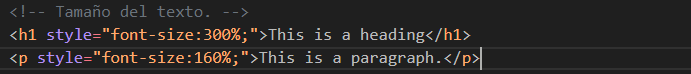 <!-- Tamaño del texto. -->
<h1 style="font-size:300%;">This is a heading</h1>
<p style="font-size:160%;">This is a paragraph.</p>